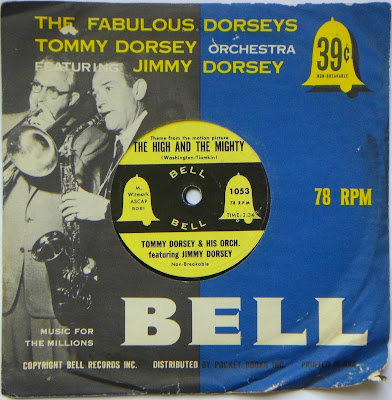 THE FABULOUS DORSEYS
TOMMY DORSEY ORCHESTRA
FEATURING JIMMY DORSEY
39¢
NON-BREAKABLE
Theme from the motion picture
THE HIGH AND THE MIGHTY
(Washington-Tiomkin)
BELL
M. Witmark
ASCAP
1053
78 RPM
TIME: 2:34
BELL
TOMMY DORSEY & HIS ORCH.
featuring JIMMY DORSEY
Non-Breakable
78 RPM
BELL
MUSIC FOR
THE MILLIONS
COPYRIGHT BELL RECORDS INC. DISTRIBUTED BY POCKET BOOKS INC. PRINTED IN